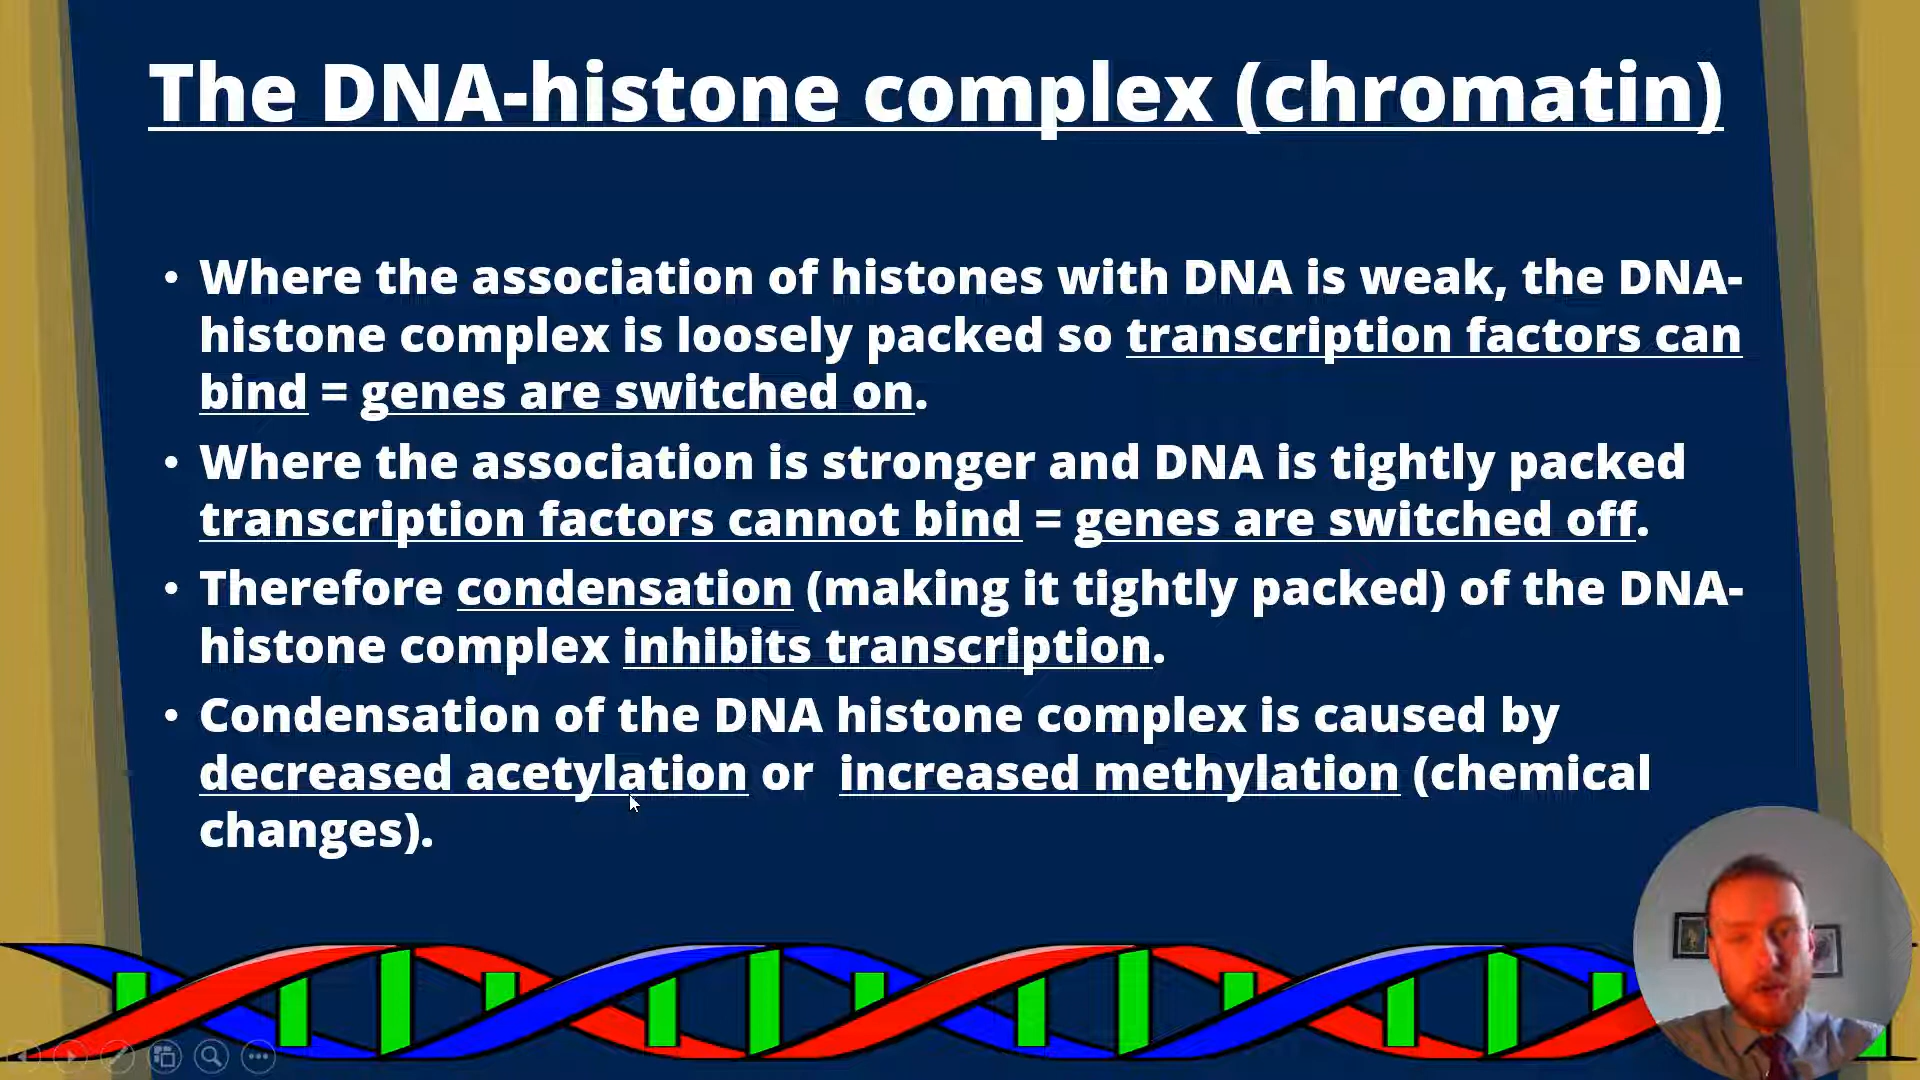 The DNA-histone complex (chromatin)
• Where the association of histones with DNA is weak, the DNA-
histone complex is loosely packed so transcription factors can
bind = genes are switched on.
• Where the association is stronger and DNA is tightly packed
transcription factors cannot bind = genes are switched off.
• Therefore condensation (making it tightly packed) of the DNA-
histone complex inhibits transcription.
• Condensation of the DNA histone complex is caused by
decreased acetylation or  increased methylation (chemical
changes).